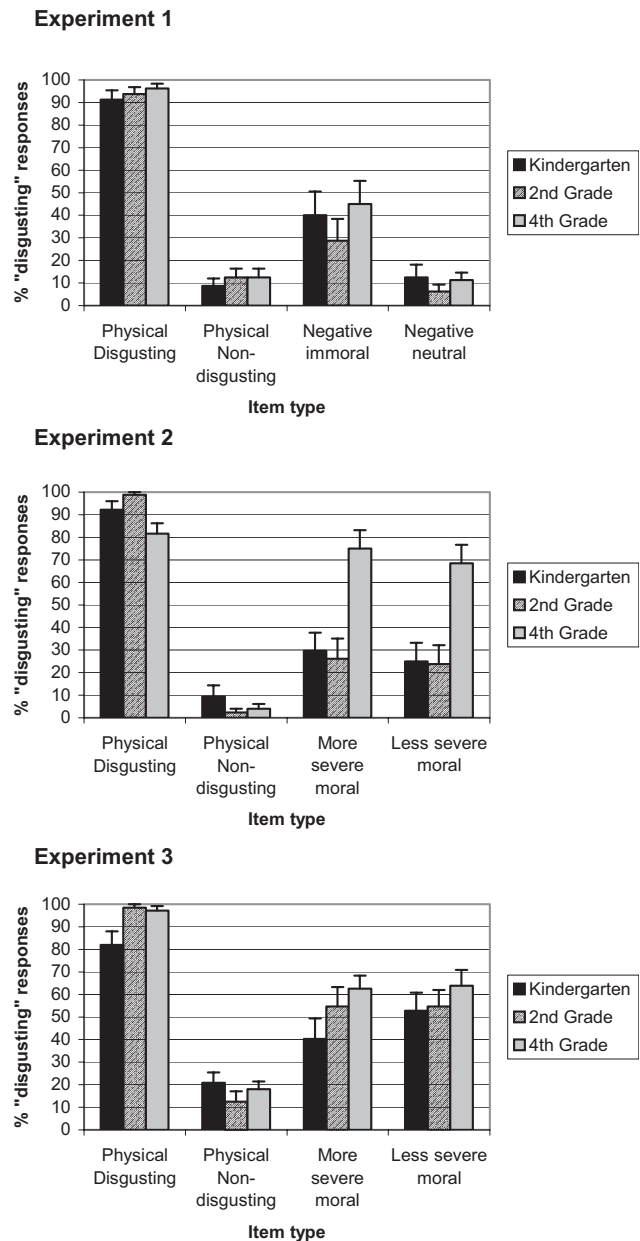 Experiment 1
% "disgusting" responses
100
90
80
70
60
50
40
30
20
10
0
Physical Disgusting
Physical Non-disgusting
Negative immoral
Negative neutral
Item type
Kindergarten
2nd Grade
4th Grade
Experiment 2
% "disgusting" responses
100
90
80
70
60
50
40
30
20
10
0
Physical Disgusting
Physical Non-disgusting
More severe moral
Less severe moral
Item type
Kindergarten
2nd Grade
4th Grade
Experiment 3
% "disgusting" responses
100
90
80
70
60
50
40
30
20
10
0
Physical Disgusting
Physical Non-disgusting
More severe moral
Less severe moral
Item type
Kindergarten
2nd Grade
4th Grade